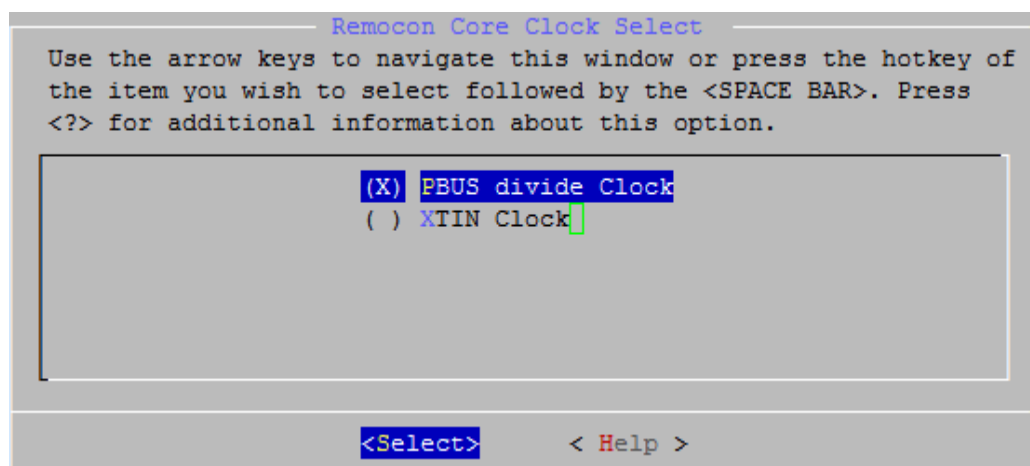 Remocon Core Clock Select
Use the arrow keys to navigate this window or press the hotkey of
the item you wish to select followed by the <SPACE BAR>. Press
<?> for additional information about this option.
(X) PBUS divide Clock
( ) XTIN Clock
<Select> < Help >